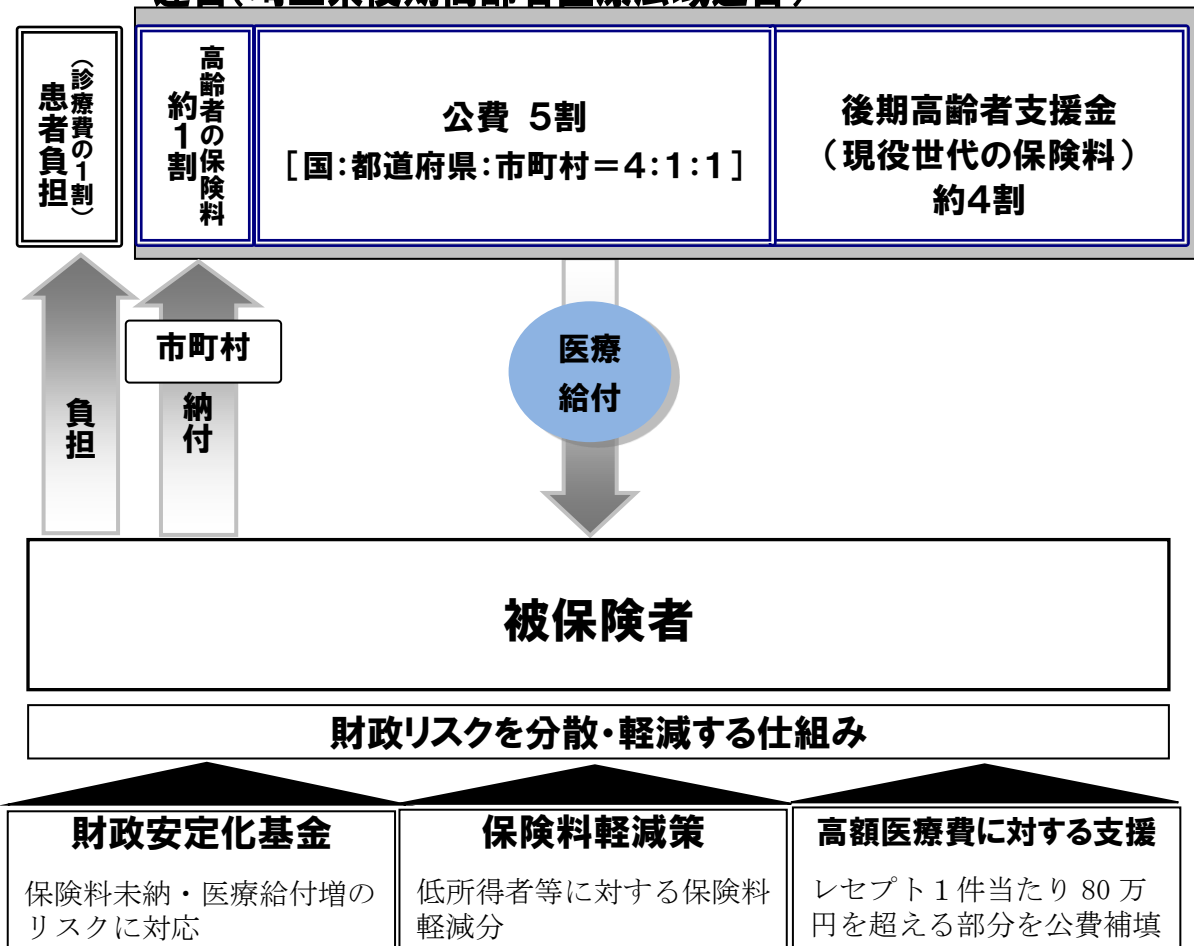 患者負担
(診療費の1割)
高齢者の保険料
約1割
公費 5割
[国:都道府県:市町村=4:1:1]
後期高齢者支援金
(現役世代の保険料)
約4割
市町村
負担
納付
医療
給付
被保険者
財政リスクを分散・軽減する仕組み
財政安定化基金
保険料未納・医療給付増の
リスクに対応
保険料軽減策
低所得者等に対する保険料
軽減分
高額医療費に対する支援
レセプト1件当たり 80 万
円を超える部分を公費補填